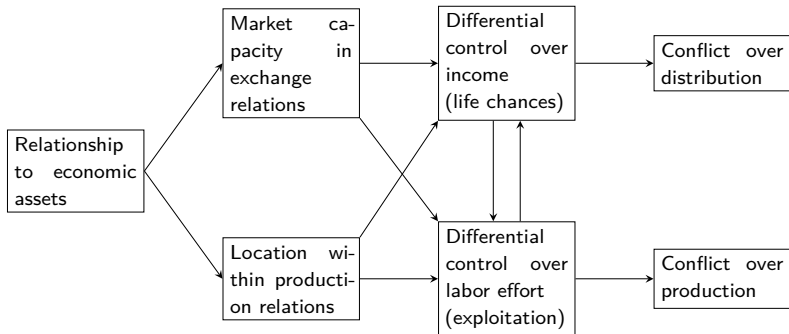 Relationship
to economic
assets
Market ca-
pacity in
exchange
relations
Location wi-
thin producti-
on relations
Differential
control over
income
(life chances)
Differential
control over
labor effort
(exploitation)
Conflict over
distribution
Conflict over
production